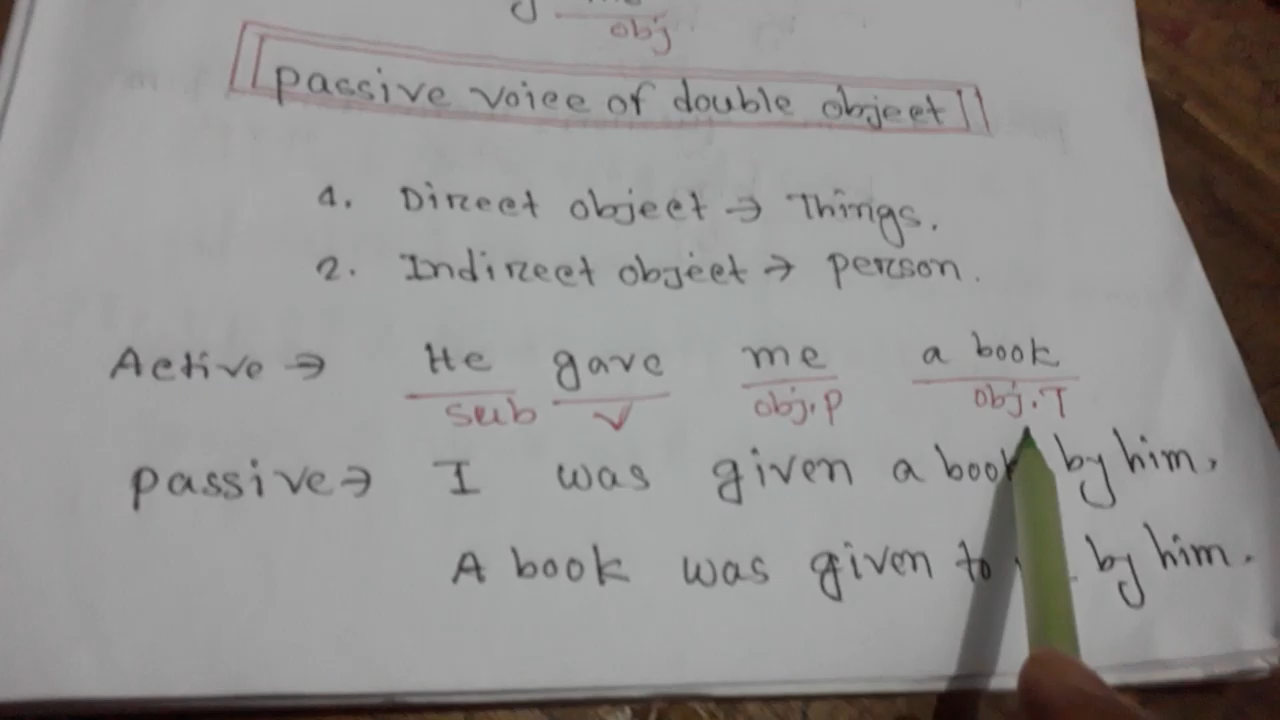 obj
passive voice of double object
1. Direct object → Things.
2. Indirect object → person.
Active → He gave me a book
sub v obj.p obj.T
passive → I was given a book by him.
A book was given to by him.